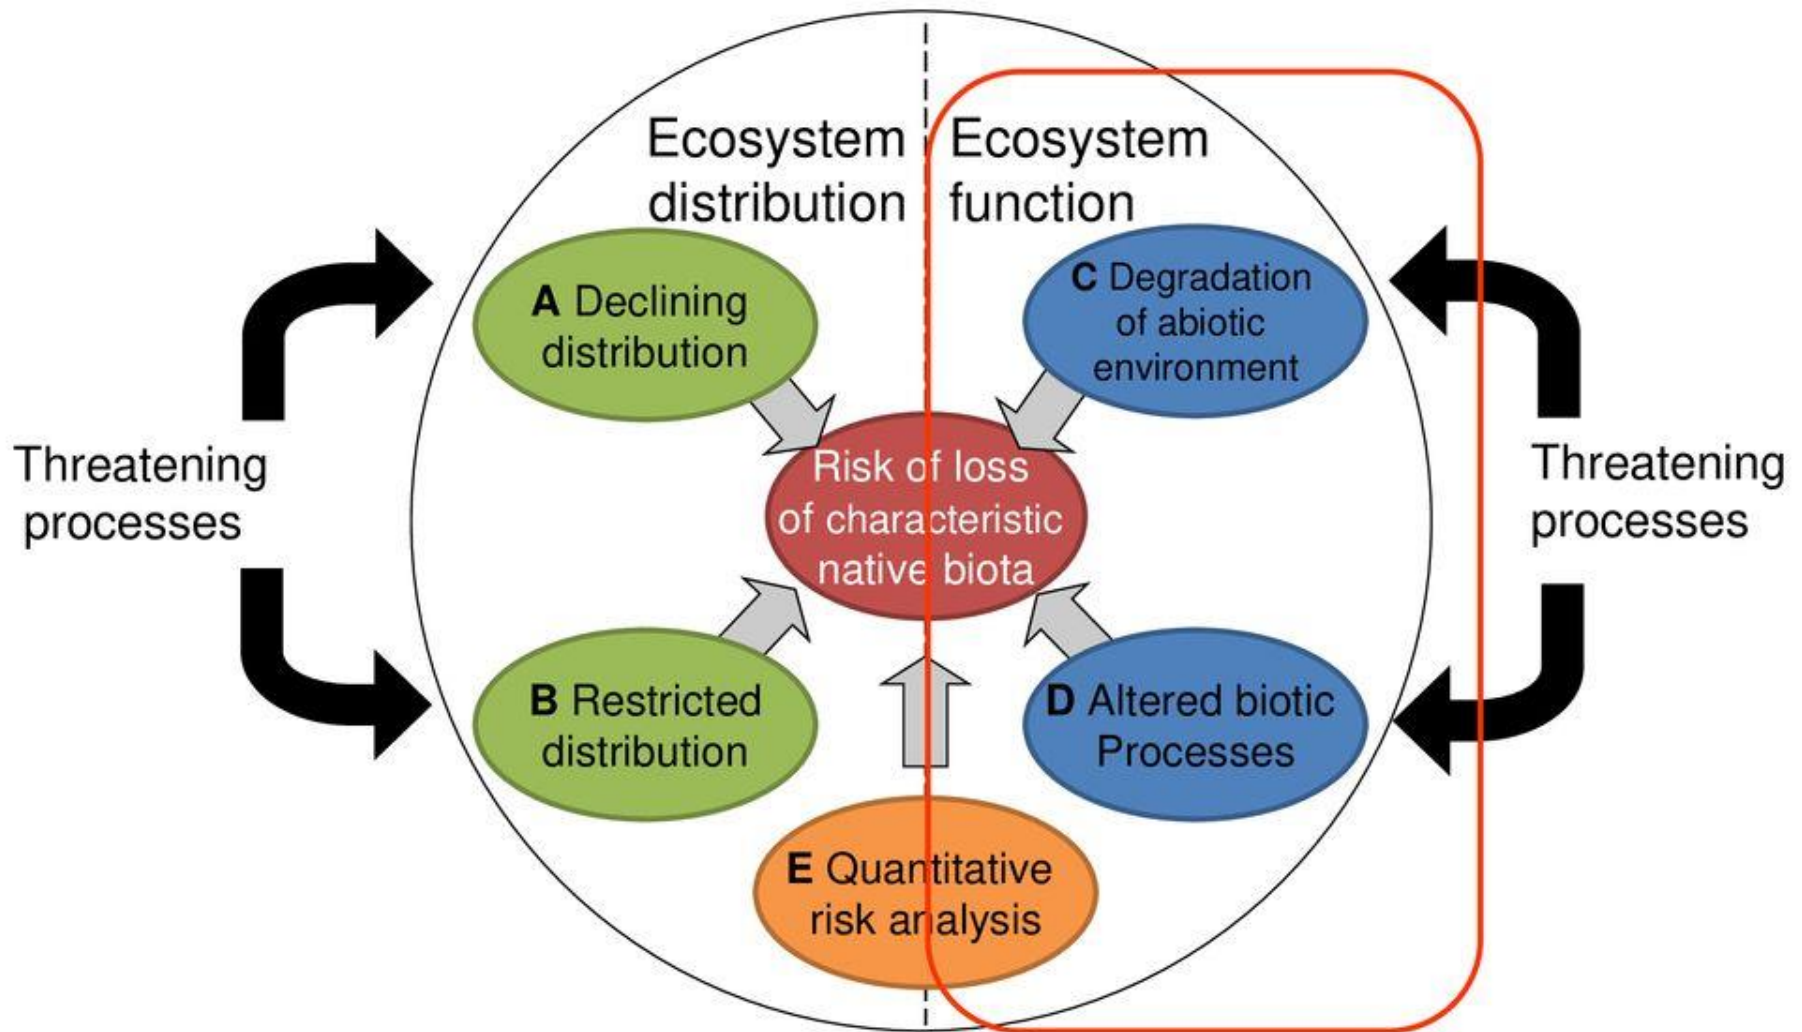 Ecosystem
distribution
Ecosystem
function
A Declining
distribution
C Degradation
of abiotic
environment
Threatening
processes
Risk of loss
of characteristic
native biota
Threatening
processes
B Restricted
distribution
D Altered biotic
Processes
E Quantitative
risk analysis